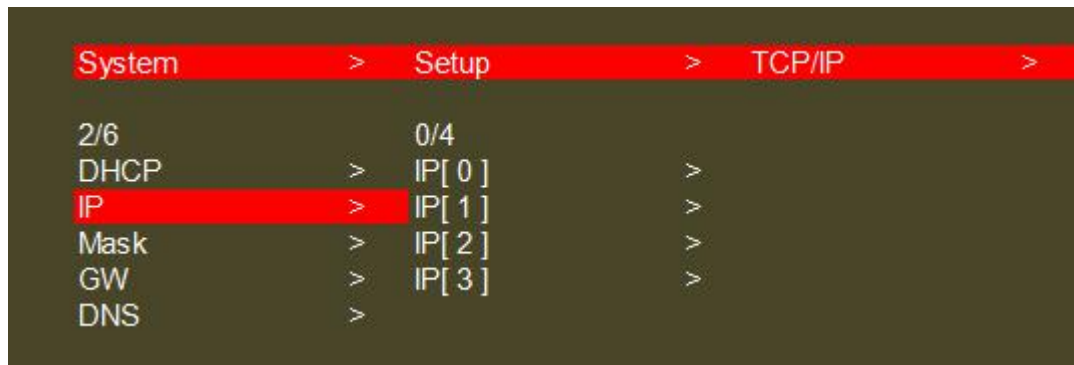 System > Setup > TCP/IP >
2/6 0/4
DHCP > IP[ 0 ] >
IP > IP[ 1 ] >
Mask > IP[ 2 ] >
GW > IP[ 3 ] >
DNS >